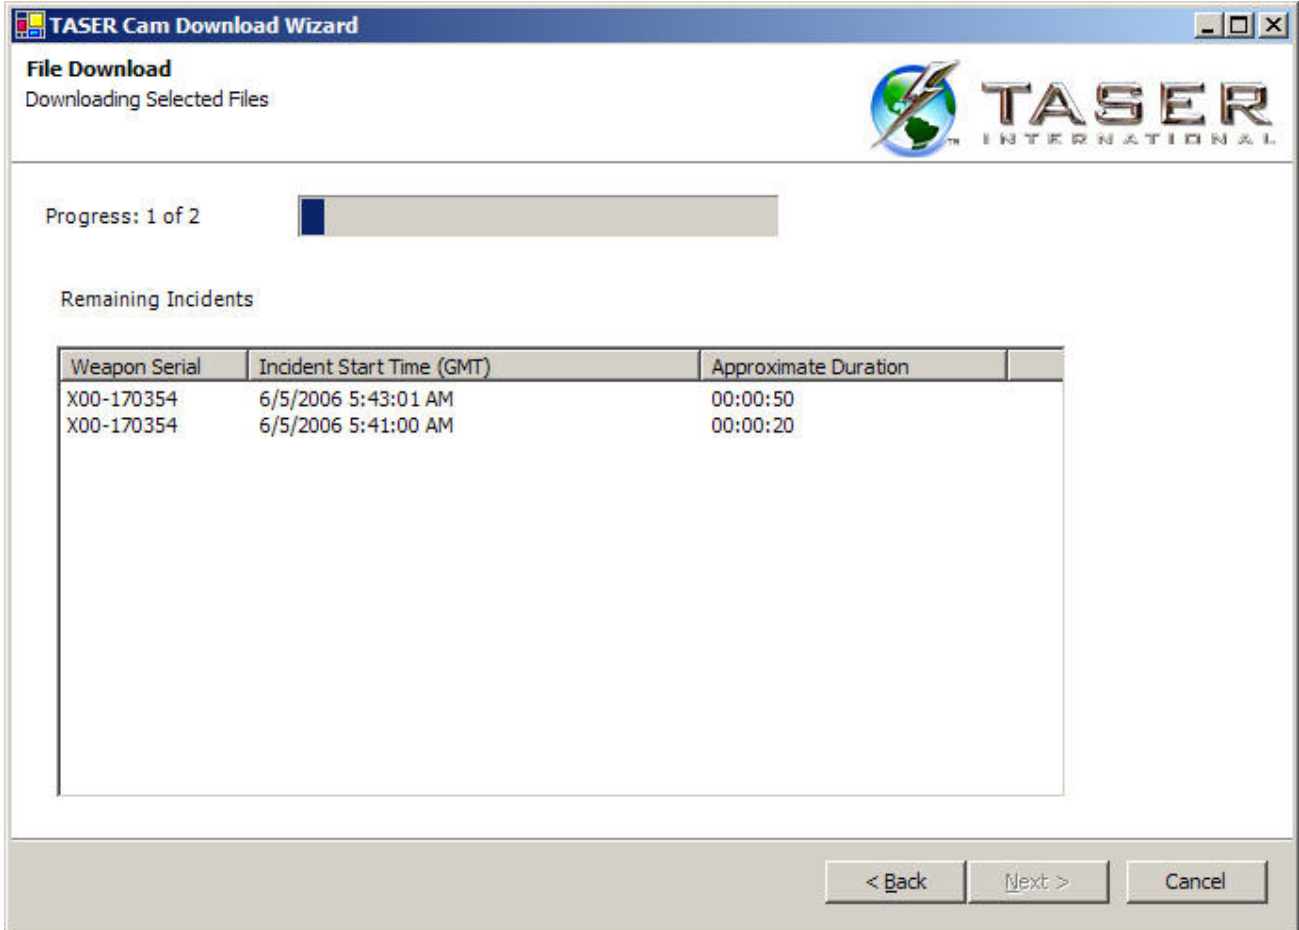 TASER Cam Download Wizard
File Download
Downloading Selected Files
TASER
INTERNATIONAL
TM
Progress: 1 of 2
Remaining Incidents
Weapon Serial Incident Start Time (GMT) Approximate Duration
X00-170354 6/5/2006 5:43:01 AM 00:00:50
X00-170354 6/5/2006 5:41:00 AM 00:00:20
< Back Next > Cancel